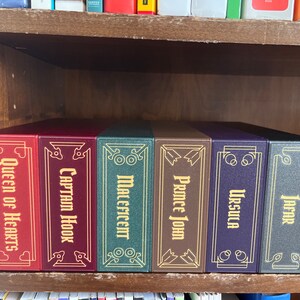 Queen of Hearts
Captain Hook
Maleficent
Prince John
Ursula
Jafar